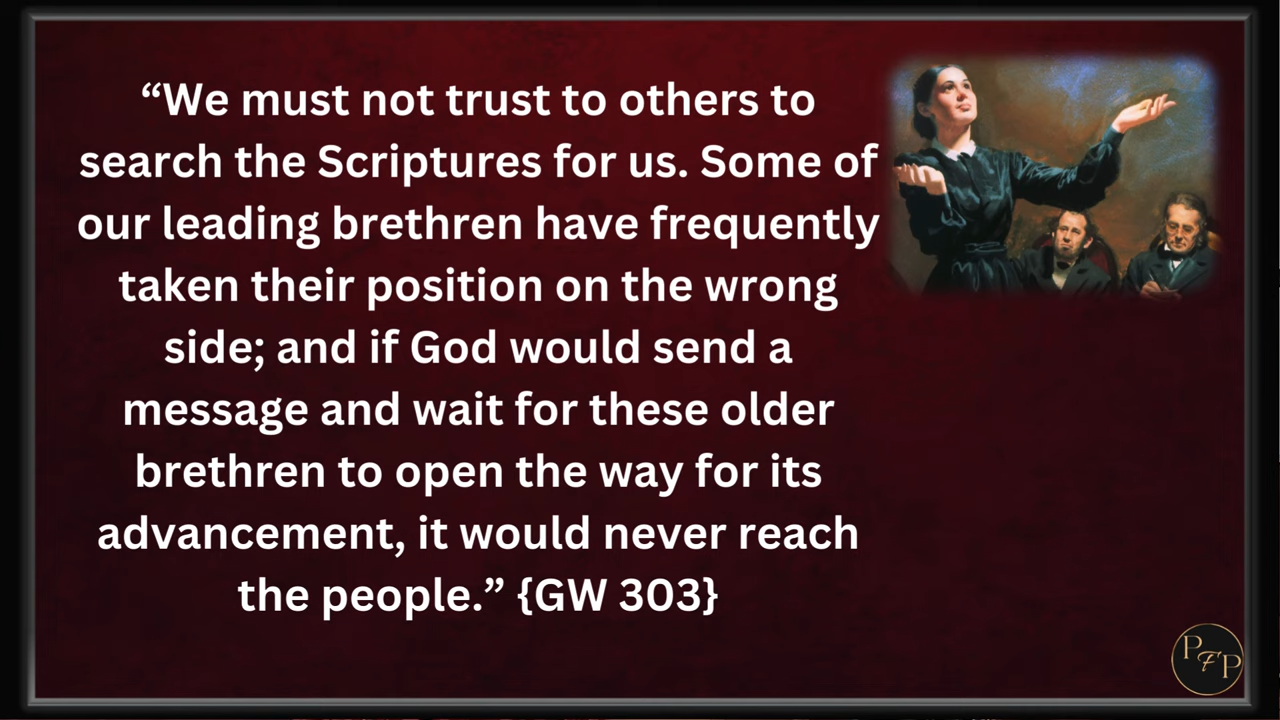 “We must not trust to others to
search the Scriptures for us. Some of
our leading brethren have frequently
taken their position on the wrong
side; and if God would send a
message and wait for these older
brethren to open the way for its
advancement, it would never reach
the people.” {GW 303}
PFP